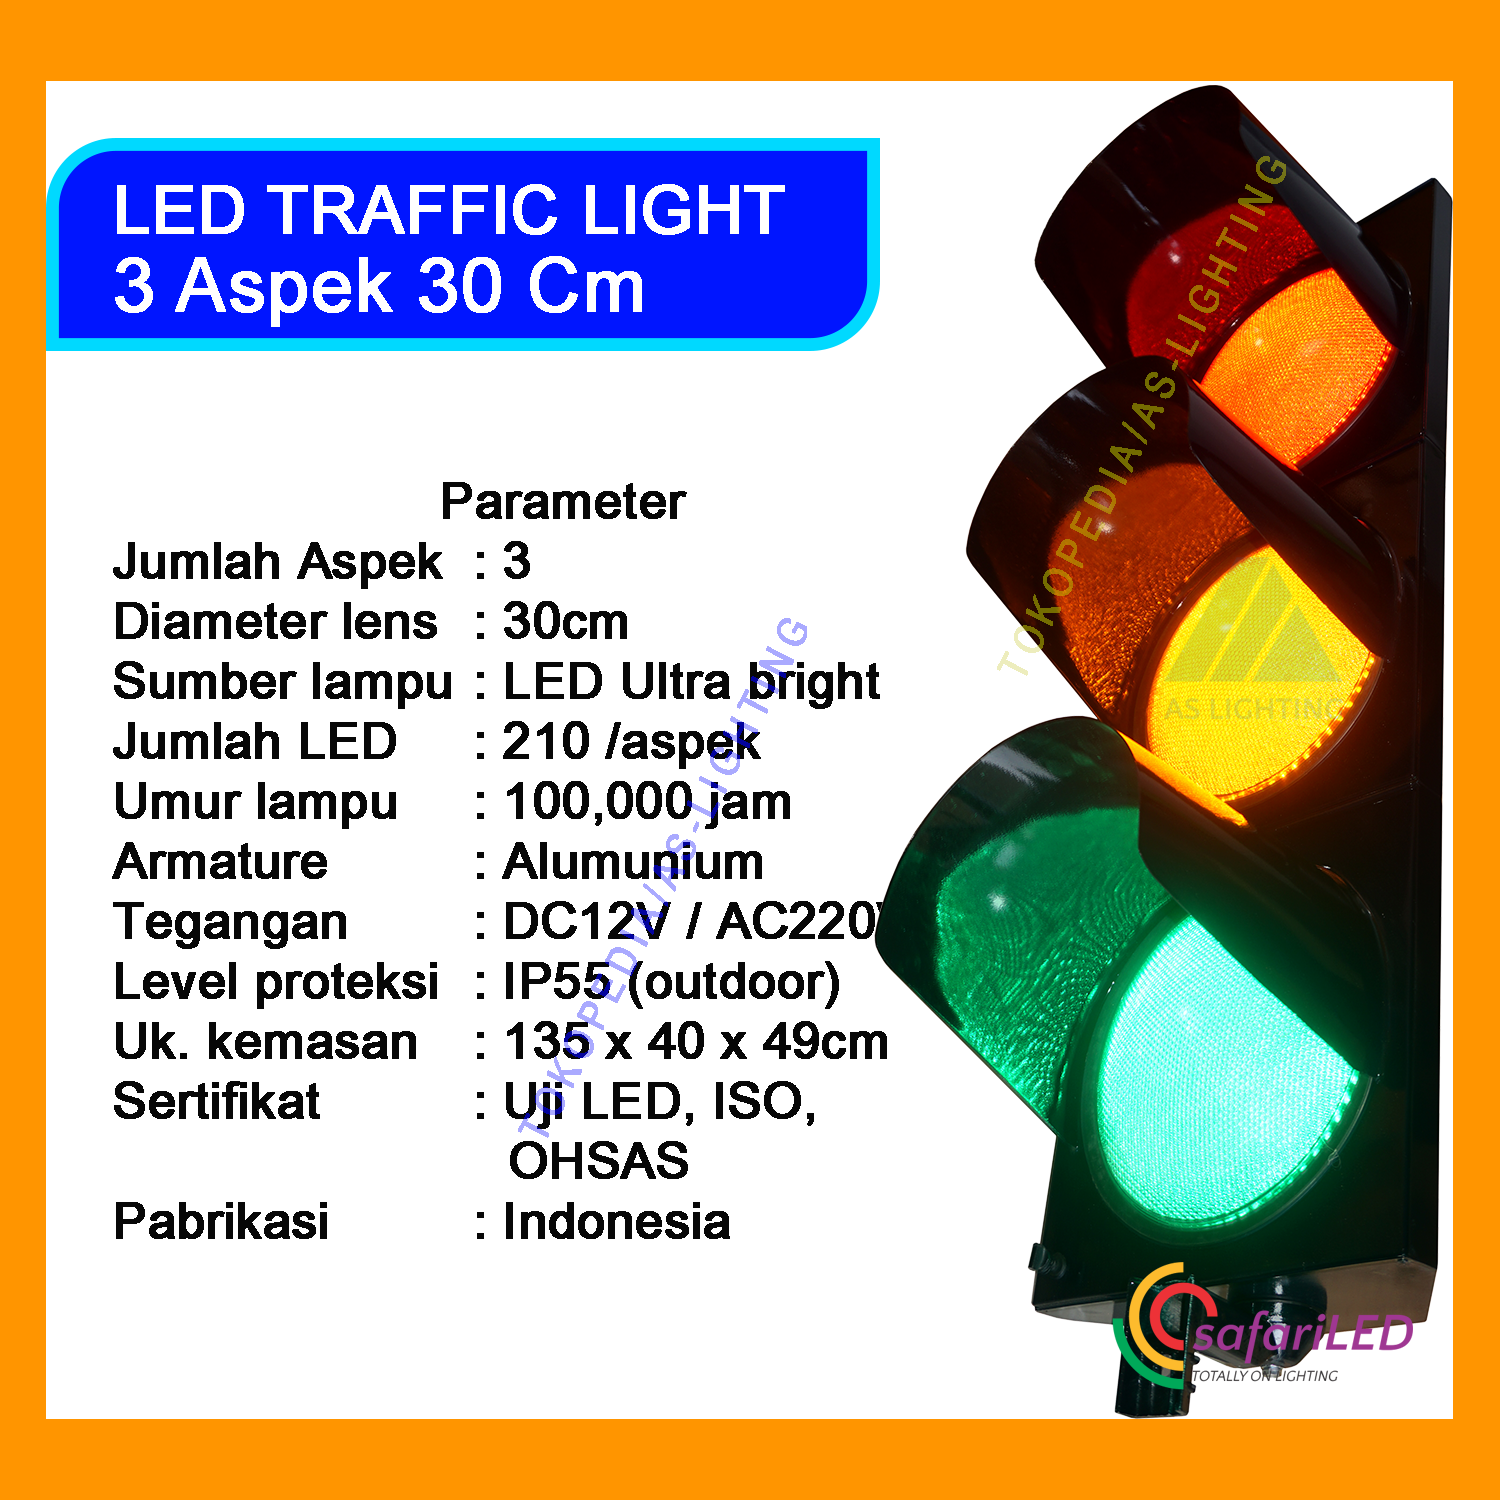 LED TRAFFIC LIGHT
3 Aspek 30 Cm
Parameter
Jumlah Aspek : 3
Diameter lens : 30cm
Sumber lampu : LED Ultra bright
Jumlah LED : 210 /aspek
Umur lampu : 100,000 jam
Armature : Alumunium
Tegangan : DC12V / AC220V
Level proteksi : IP55 (outdoor)
Uk. kemasan : 135 x 40 x 49cm
Sertifikat : Uji LED, ISO,
OHSAS
Pabrikasi : Indonesia
TOKOPEDIA/AS-LIGHTING
TOKOPEDIA/AS-LIGHTING
AS LIGHTING
safariLED
TOTALLY ON LIGHTING